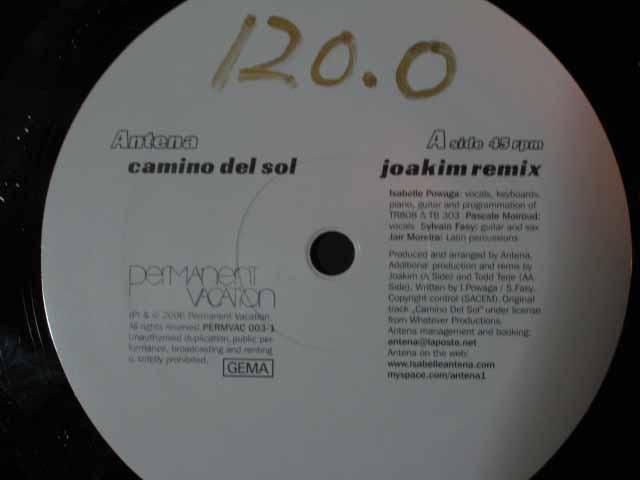 120.0
Antena
camino del sol
permanent
vacation
(P) & © 2006 Permanent Vacation.
All rights reserved. PERMVAC 003-1
Unauthorised duplication, public per-
formance, broadcasting and renting
is strictly prohibited.
GEMA
A side 45 rpm
joakim remix
Isabelle Powaga: vocals, keyboards,
piano, guitar and programmation of
TR808 & TB 303 Pascale Moiroud:
vocals Sylvain Fasy: guitar and sax
Jair Moreira: Latin percussions
Produced and arranged by Antena.
Additional production and remix by
Joakim (A Side) and Todd Terje (AA
Side). Written by I.Powaga / S.Fasy.
Copyright control (SACEM). Original
track „Camino Del Sol" under license
from Whatever Productions.
Antena management and booking:
antena@laposte.net
Antena on the web:
www.isabelleantena.com
myspace.com/antena1